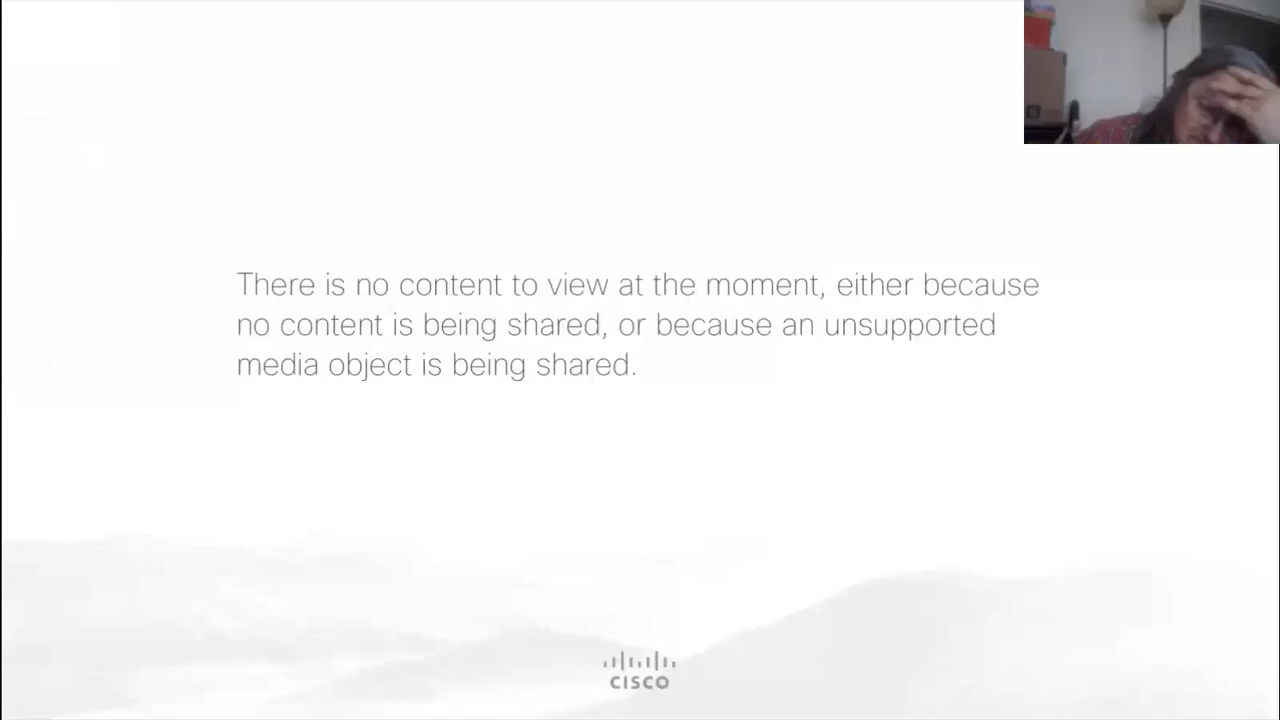 There is no content to view at the moment, either because
no content is being shared, or because an unsupported
media object is being shared.
CISCO